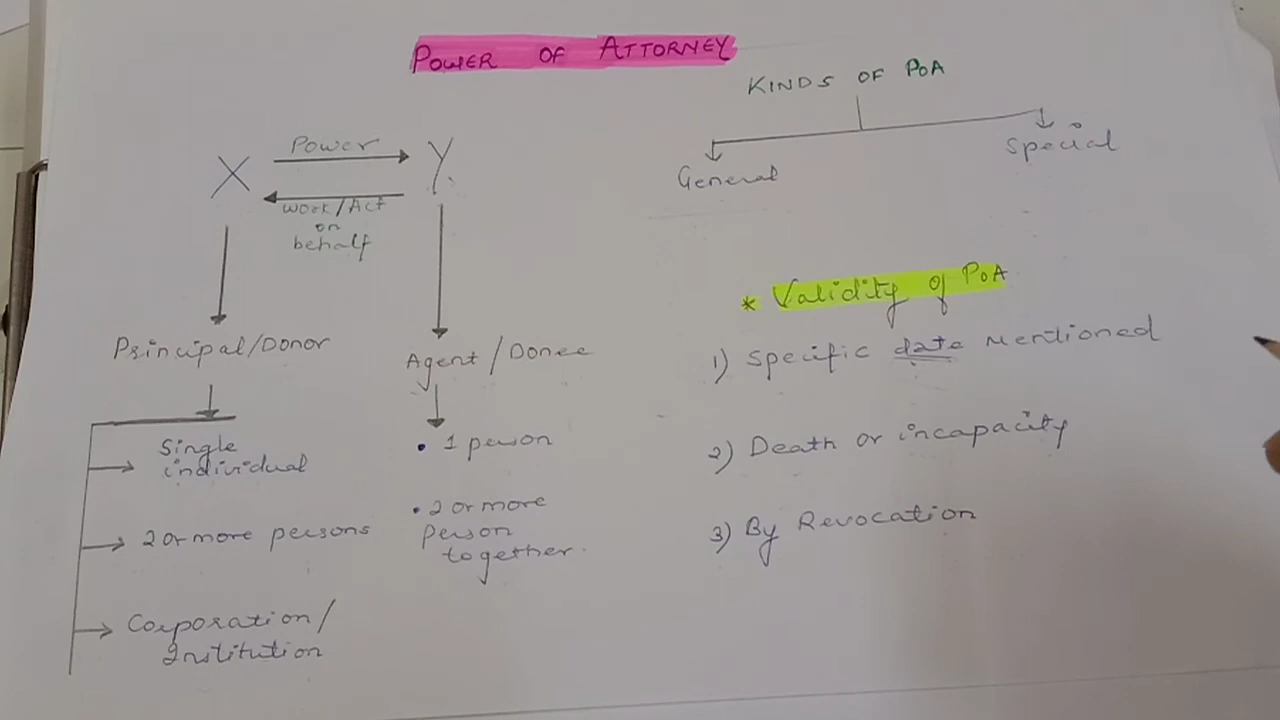 POWER OF ATTORNEY
X
Power
Y
Work/Act
on
behalf
Principal/Donor
Agent/Donee
Single
individual
2 or more persons
Corporation/
Institution
• 1 person
• 2 or more
person
together.
KINDS OF POA
General
Special
* Validity of POA
1) Specific date mentioned
2) Death or incapacity
3) By Revocation